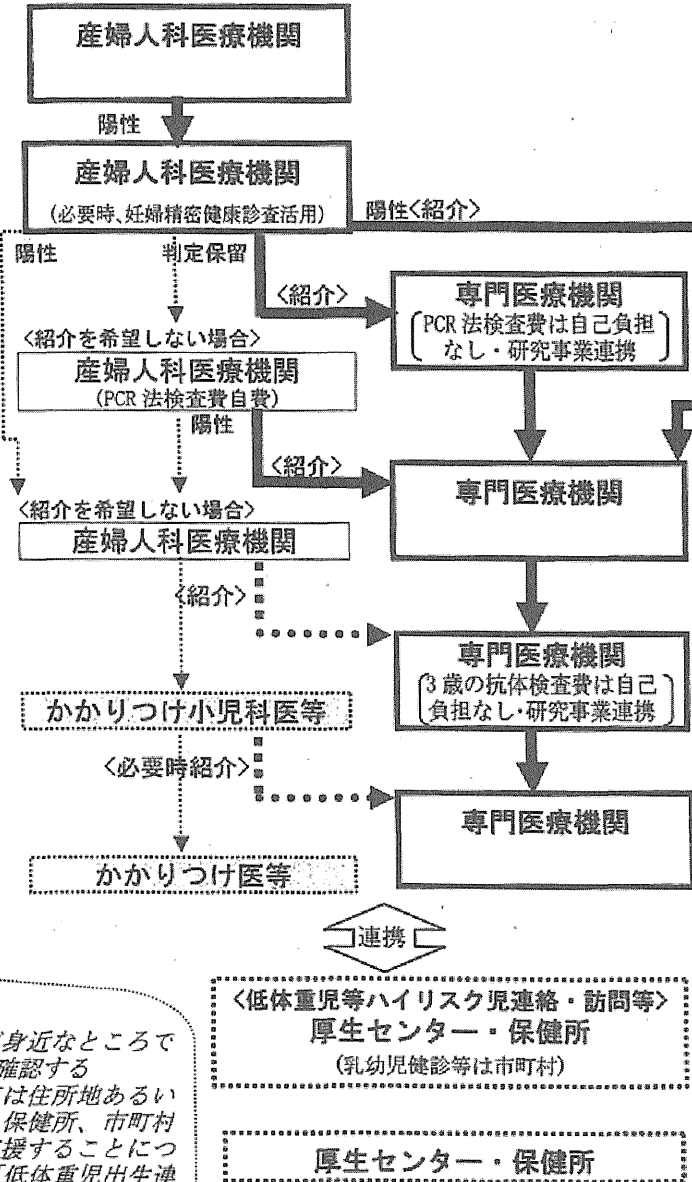 産婦人科医療機関
陽性
産婦人科医療機関
(必要時、妊婦精密健康診査活用)
陽性<紹介>
陽性
判定保留
<紹介>
専門医療機関
PCR 法検査費は自己負担
なし・研究事業連携
<紹介を希望しない場合>
産婦人科医療機関
(PCR 法検査費自費)
陽性
<紹介>
専門医療機関
<紹介を希望しない場合>
産婦人科医療機関
<紹介>
専門医療機関
3 歳の抗体検査費は自己
負担なし・研究事業連携
かかりつけ小児科医等
<必要時紹介>
専門医療機関
かかりつけ医等
連携
<低体重児等ハイリスク児連絡・訪問等>
厚生センター・保健所
(乳幼児健診等は市町村)
身近なところで
確認する
は住所地あるい
保健所、市町村
援することにつ
低体重児出生連
厚生センター・保健所